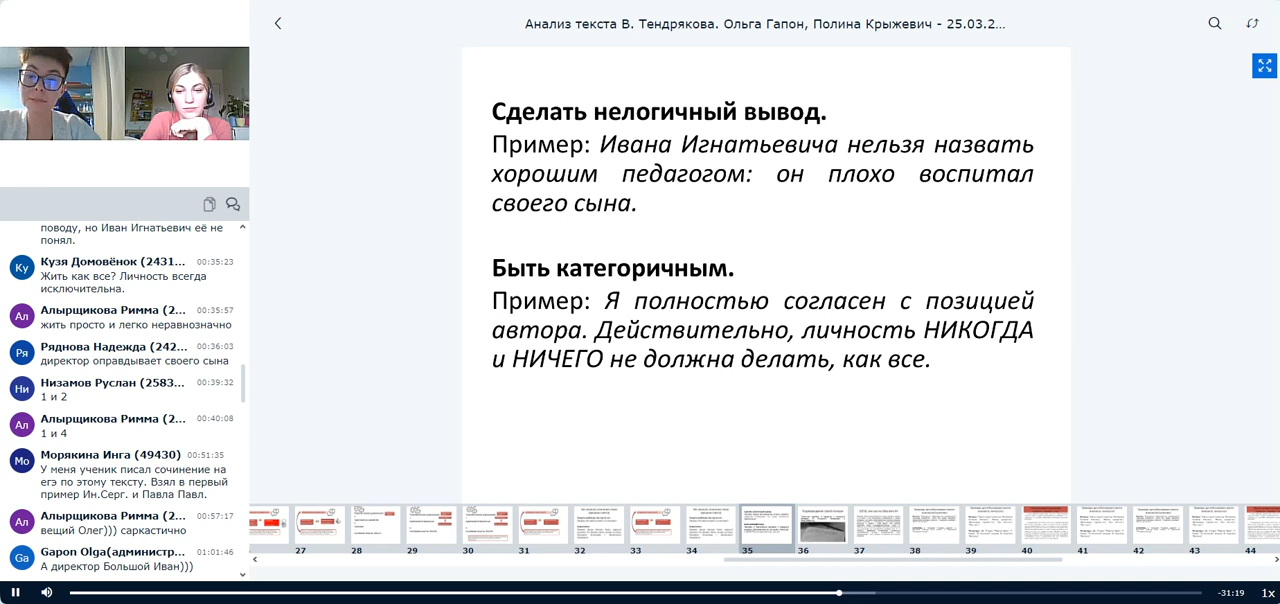 Анализ текста В. Тендрякова. Ольга Гапон, Полина Крыжевич - 25.03.2...
Сделать нелогичный вывод.
Пример: Ивана Игнатьевича нельзя назвать
хорошим педагогом: он плохо воспитал
своего сына.
Быть категоричным.
Пример: Я полностью согласен с позицией
автора. Действительно, личность НИКОГДА
и НИЧЕГО не должна делать, как все.
поводу, но Иван Игнатьевич её не
понял.
Ку Кузя Домовёнок (2431... 00:35:23
Жить как все? Личность всегда
исключительна.
Ал Алырщикова Римма (2... 00:35:57
жить просто и легко неравнозначно
Ря Ряднова Надежда (242... 00:36:03
директор оправдывает своего сына
Ни Низамов Руслан (2583... 00:39:32
1 и 2
Ал Алырщикова Римма (2... 00:40:08
1 и 4
Мо Морякина Инга (49430) 00:51:35
У меня ученик писал сочинение на
егэ по этому тексту. Взял в первый
пример Ин.Серг. и Павла Павл.
Ал Алырщикова Римма (2... 00:57:17
вещий Олег))) саркастично
Ga Gapon Olga(администр... 01:01:46
А директор Большой Иван)))
27 28 29 30 31 32 33 34 35 36 37 38 39 40 41 42 43 44
-31:19 1x